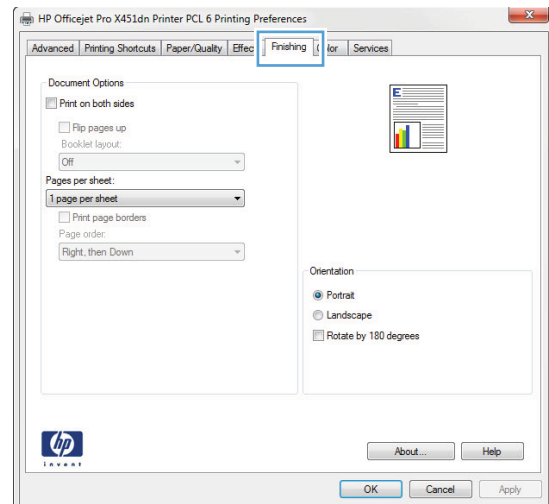 HP Officejet Pro X451dn Printer PCL 6 Printing Preferences
Advanced Printing Shortcuts Paper/Quality Finishing Services
Document Options
Print on both sides
Flip pages up
Booklet layout:
Off
Pages per sheet:
1 page per sheet
Print page borders
Page order:
Right, then Down
E
Orientation
Portrait
Landscape
Rotate by 180 degrees
hp
invent
About... Help
OK Cancel Apply